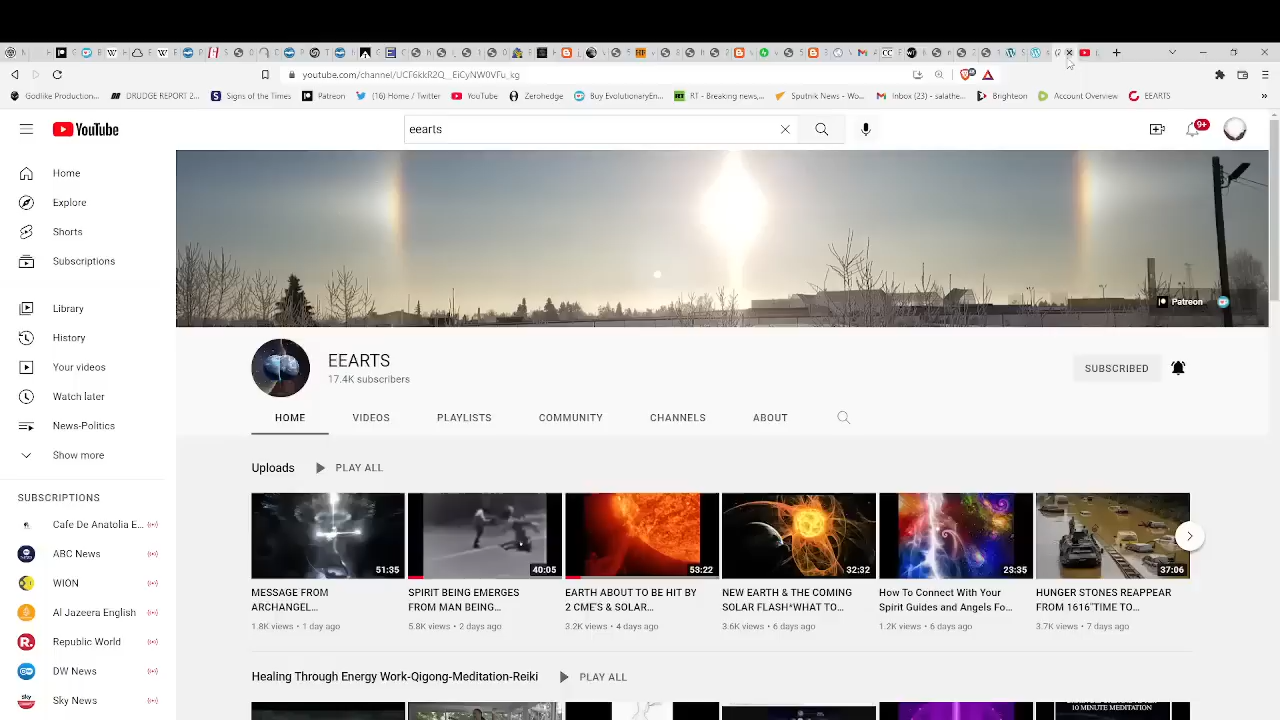 youtube.com/channel/UCf6kkR2Q__EiCyNW0VFu_kg
Godlike Production...
DRUDGE REPORT 2...
Signs of the Times
Patreon
(16) Home / Twitter
YouTube
Zerohedge
Buy EvolutionaryEn...
RT - Breaking news,...
Sputnik News - Wo...
Inbox (23) - salathe...
Brighteon
Account Overview
EEARTS
»
YouTube
eearts
9+
Home
Explore
Shorts
Subscriptions
Library
History
Your videos
Watch later
News-Politics
Show more
SUBSCRIPTIONS
Cafe De Anatolia E...
ABC News
WION
Al Jazeera English
Republic World
DW News
Sky News
Patreon
EEARTS
17.4K subscribers
SUBSCRIBED
HOME
VIDEOS
PLAYLISTS
COMMUNITY
CHANNELS
ABOUT
Uploads
PLAY ALL
51:35
40:05
53:22
32:32
23:35
37:06
MESSAGE FROM
ARCHANGEL...
1.8K views • 1 day ago
SPIRIT BEING EMERGES
FROM MAN BEING...
5.8K views • 2 days ago
EARTH ABOUT TO BE HIT BY
2 CME'S & SOLAR...
3.2K views • 4 days ago
NEW EARTH & THE COMING
SOLAR FLASH*WHAT TO...
3.6K views • 6 days ago
How To Connect With Your
Spirit Guides and Angels Fo...
1.2K views • 6 days ago
HUNGER STONES REAPPEAR
FROM 1616"TIME TO...
3.7K views • 7 days ago
Healing Through Energy Work-Qigong-Meditation-Reiki
PLAY ALL
10 MINUTE MEDITATION